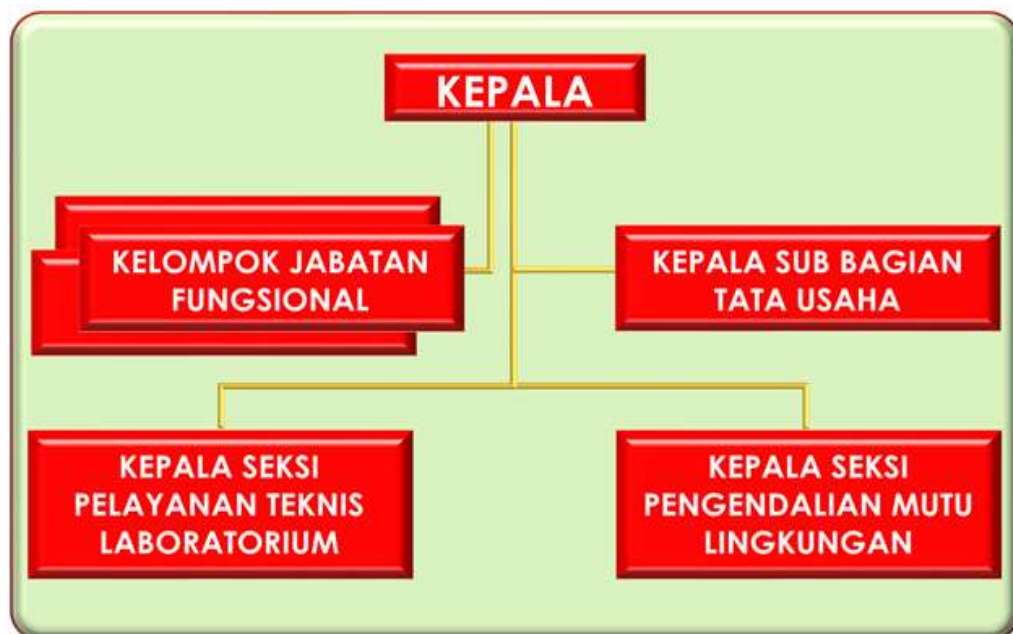 KEPALA
KELOMPOK JABATAN
FUNGSIONAL
KEPALA SUB BAGIAN
TATA USAHA
KEPALA SEKSI
PELAYANAN TEKNIS
LABORATORIUM
KEPALA SEKSI
PENGENDALIAN MUTU
LINGKUNGAN